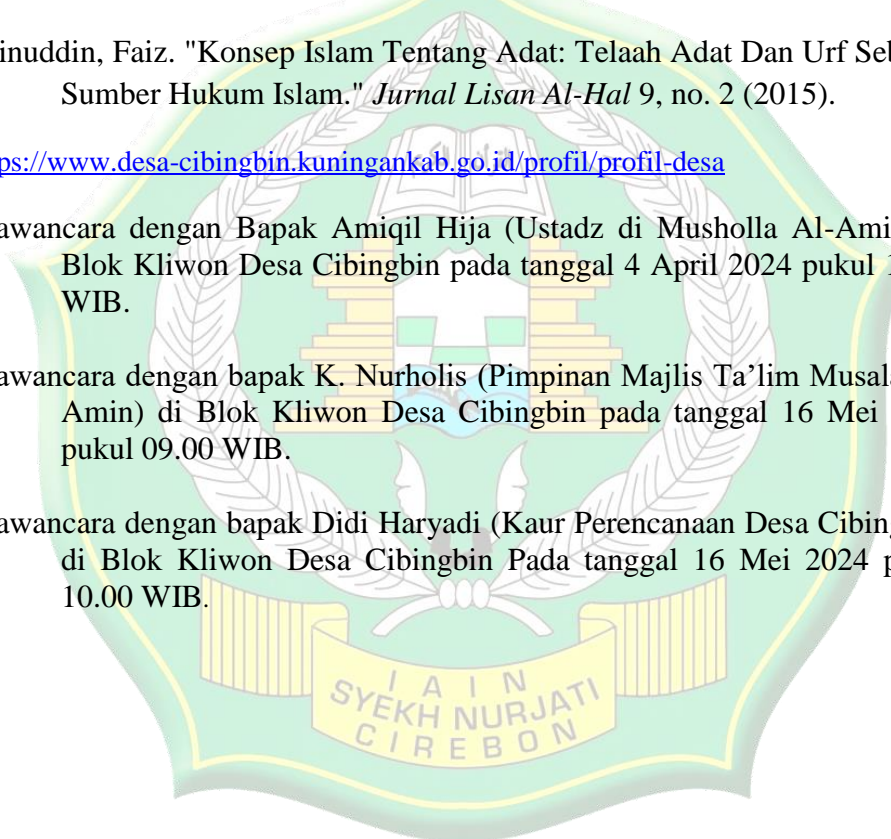 inuddin, Faiz. "Konsep Islam Tentang Adat: Telaah Adat Dan Urf Seb
Sumber Hukum Islam." Jurnal Lisan Al-Hal 9, no. 2 (2015).
ps://www.desa-cibingbin.kuningankab.go.id/profil/profil-desa
awancara dengan Bapak Amiqil Hija (Ustadz di Musholla Al-Ami
Blok Kliwon Desa Cibingbin pada tanggal 4 April 2024 pukul 1
WIB.
awancara dengan bapak K. Nurholis (Pimpinan Majlis Ta’lim Musala
Amin) di Blok Kliwon Desa Cibingbin pada tanggal 16 Mei
pukul 09.00 WIB.
awancara dengan bapak Didi Haryadi (Kaur Perencanaan Desa Cibing
di Blok Kliwon Desa Cibingbin Pada tanggal 16 Mei 2024 p
10.00 WIB.
IAIN
SYEKH NURJATI
CIREBON